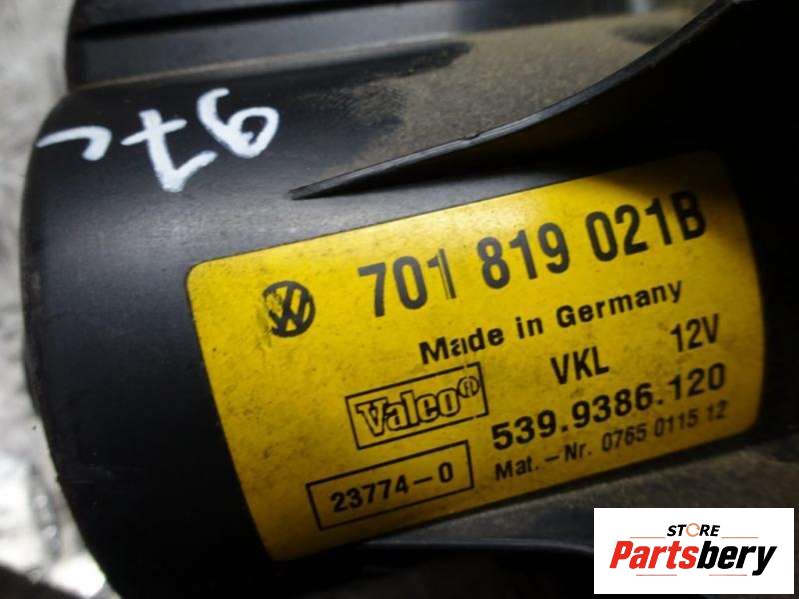 97c
701 819 021B
Made in Germany
Valeo®
VKL 12V
539.9386.120
23774-0
Mat.-Nr. 0765 0115 12
STORE
Partsbery